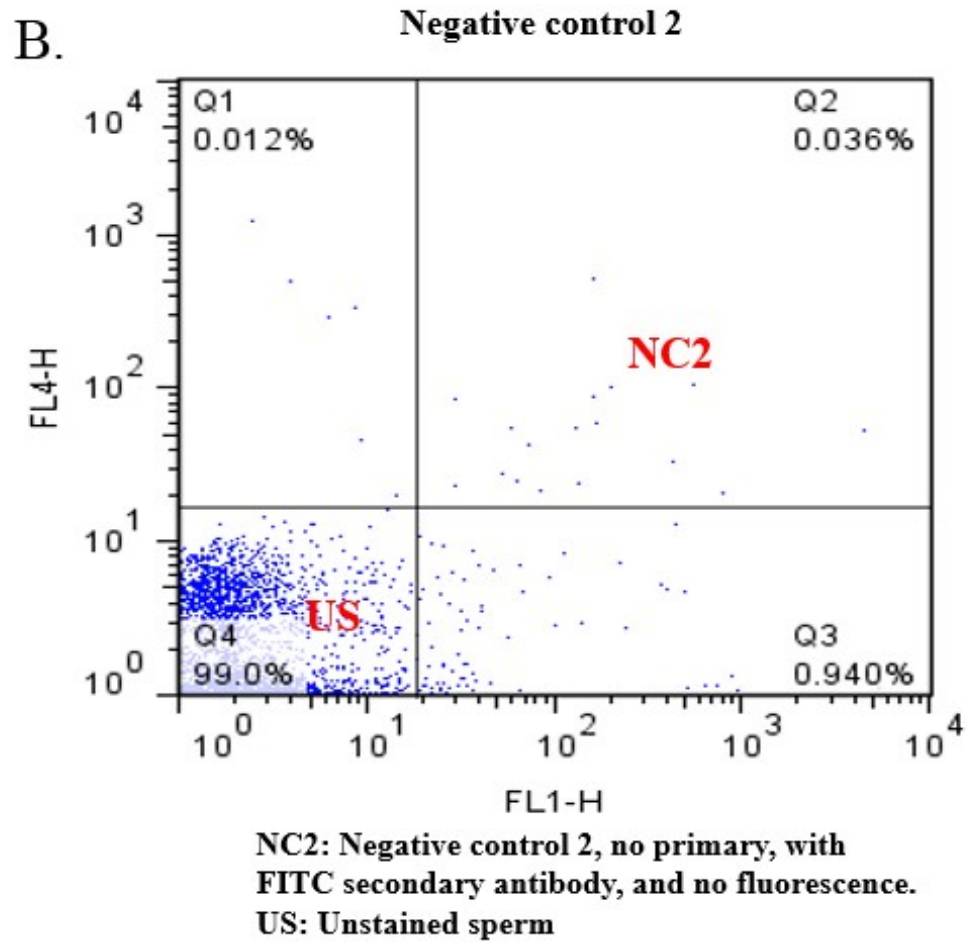 B.
Negative control 2
Q1
0.012%
Q2
0.036%
NC2
US
Q4
99.0%
Q3
0.940%
10^4
10^3
10^2
10^1
10^0
FL4-H
10^0 10^1 10^2 10^3 10^4
FL1-H
NC2: Negative control 2, no primary, with
FITC secondary antibody, and no fluorescence.
US: Unstained sperm